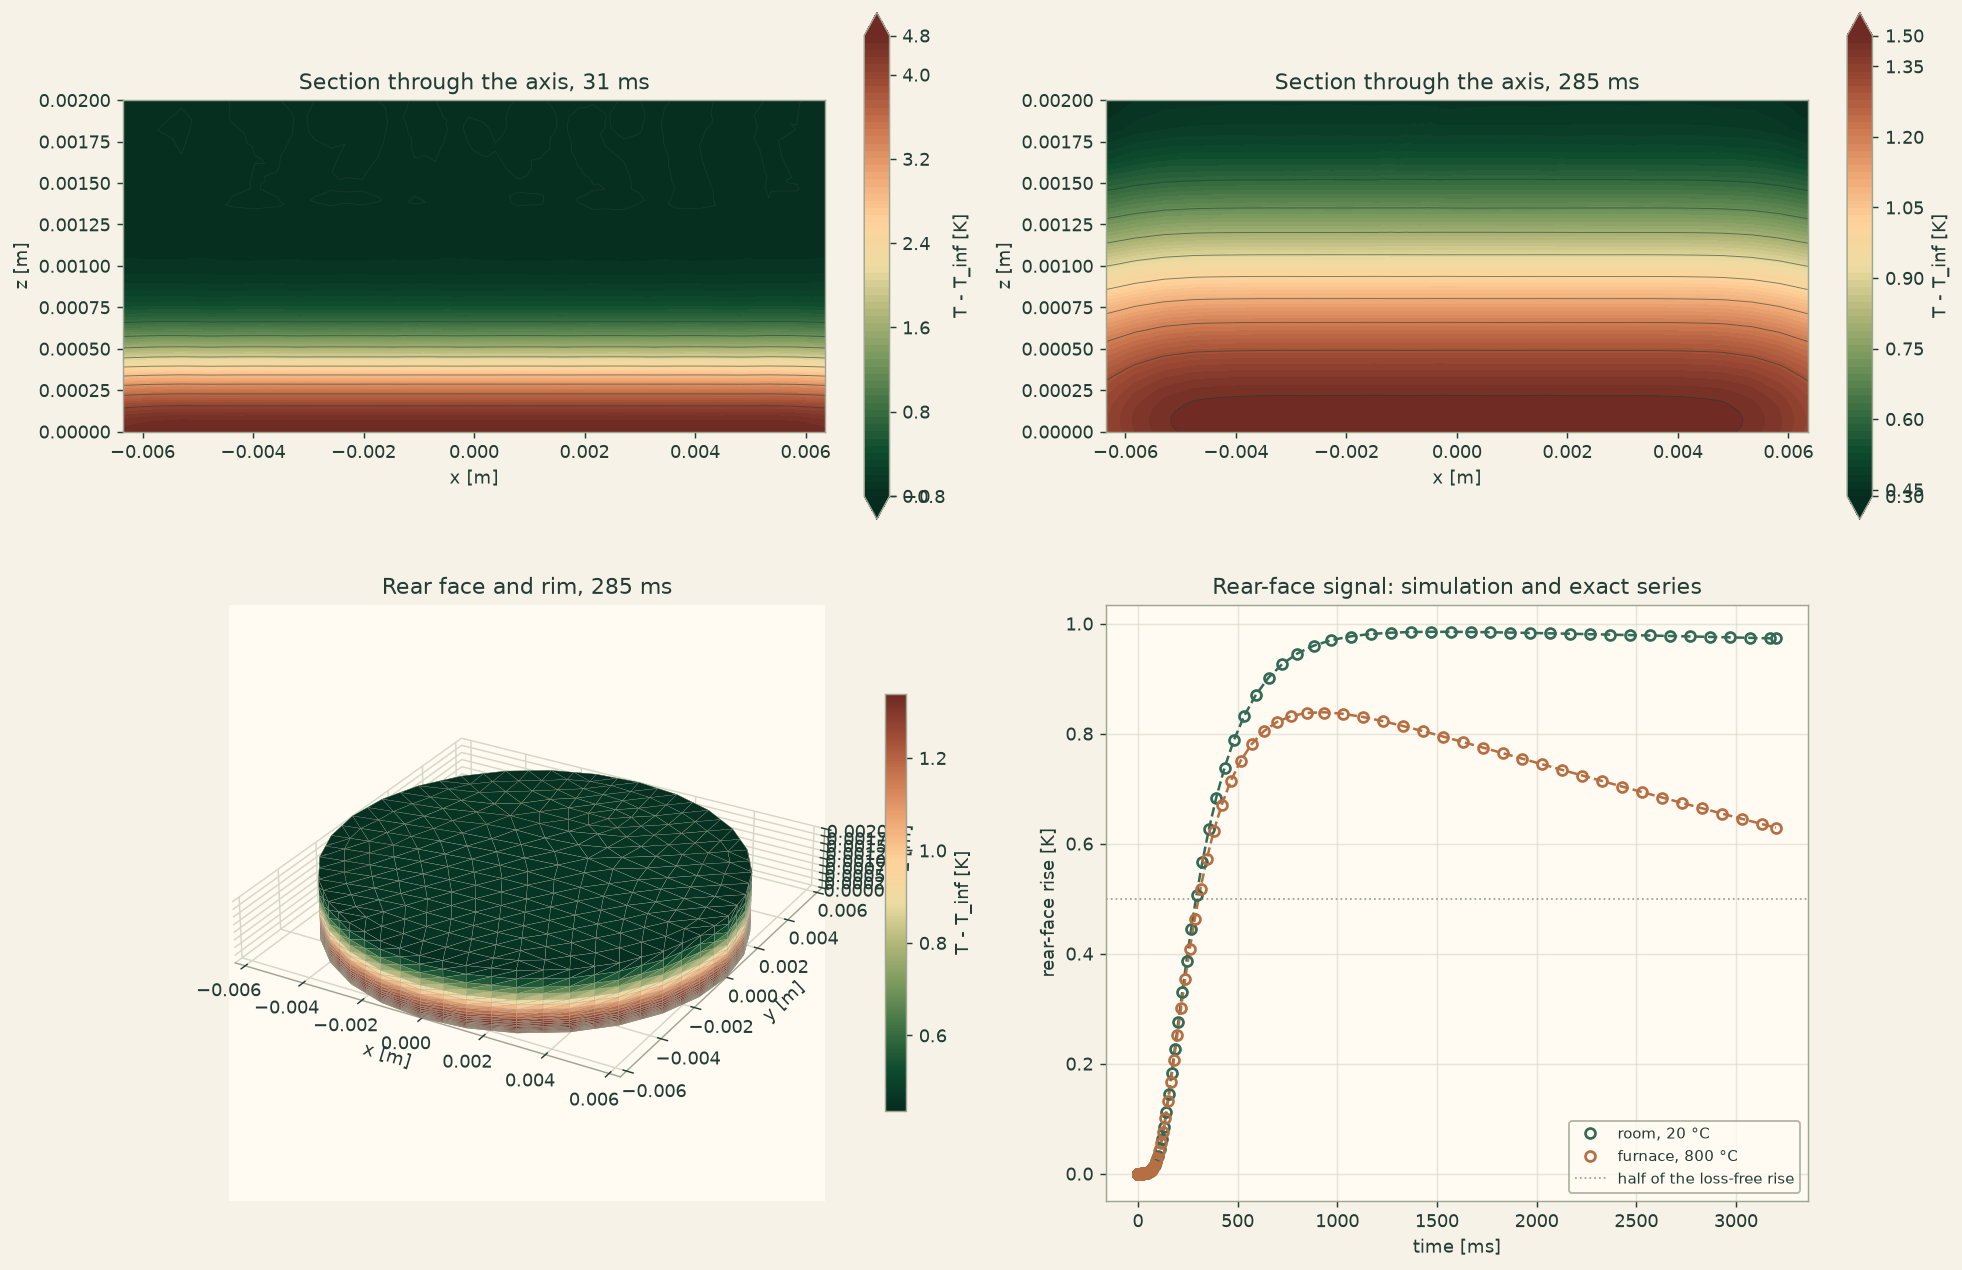 Section through the axis, 31 ms
0.00200
0.00175
0.00150
0.00125
0.00100
0.00075
0.00050
0.00025
0.00000
z [m]
−0.006 −0.004 −0.002 0.000 0.002 0.004 0.006
x [m]
4.8
4.0
3.2
2.4
1.6
0.8
T - T_inf [K]
Section through the axis, 285 ms
0.00200
0.00175
0.00150
0.00125
0.00100
0.00075
0.00050
0.00025
0.00000
z [m]
−0.006 −0.004 −0.002 0.000 0.002 0.004 0.006
x [m]
1.50
1.35
1.20
1.05
0.90
0.75
0.60
0.45
0.30
T - T_inf [K]
Rear face and rim, 285 ms
−0.006
−0.004
−0.002
0.000
0.002
0.004
0.006
x [m]
−0.006
−0.004
−0.002
0.000
0.002
0.004
0.006
y [m]
0.0020
0.0000
1.2
1.0
0.8
0.6
T - T_inf [K]
Rear-face signal: simulation and exact series
1.0
0.8
0.6
0.4
0.2
0.0
rear-face rise [K]
0 500 1000 1500 2000 2500 3000
time [ms]
room, 20 °C
furnace, 800 °C
half of the loss-free rise